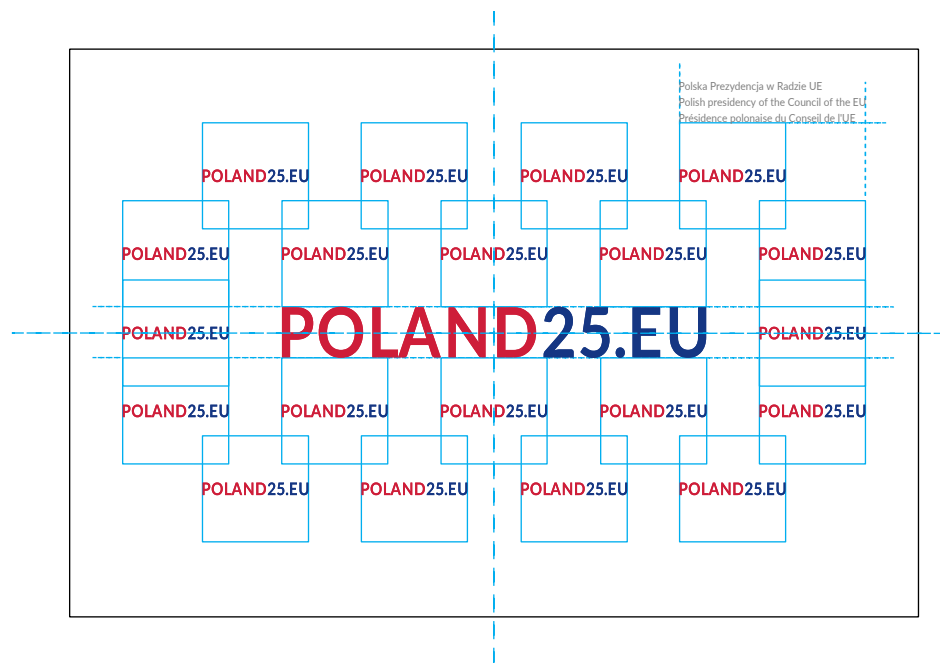 Polska Prezydencja w Radzie UE
Polish presidency of the Council of the EU
Présidence polonaise du Conseil de l'UE
POLAND25.EU POLAND25.EU POLAND25.EU POLAND25.EU
POLAND25.EU POLAND25.EU POLAND25.EU POLAND25.EU POLAND25.EU
POLAND25.EU POLAND25.EU POLAND25.EU
POLAND25.EU POLAND25.EU POLAND25.EU POLAND25.EU POLAND25.EU
POLAND25.EU POLAND25.EU POLAND25.EU POLAND25.EU